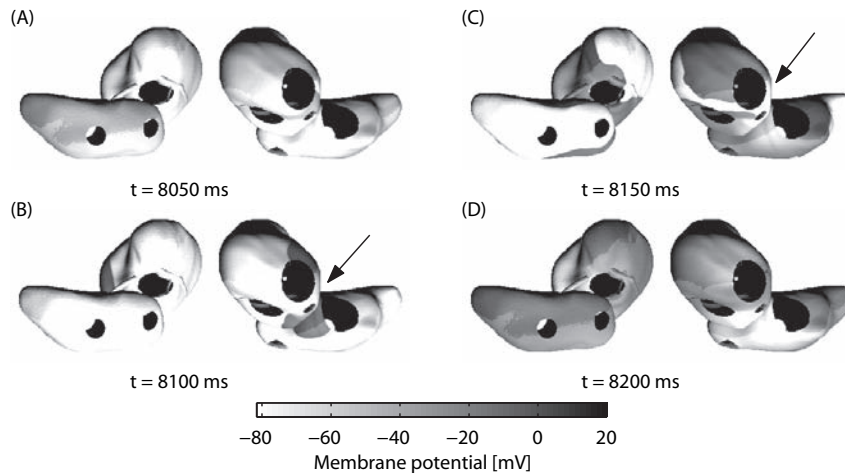 (A)
t = 8050 ms
(C)
t = 8150 ms
(B)
t = 8100 ms
(D)
t = 8200 ms
−80 −60 −40 −20 0 20
Membrane potential [mV]